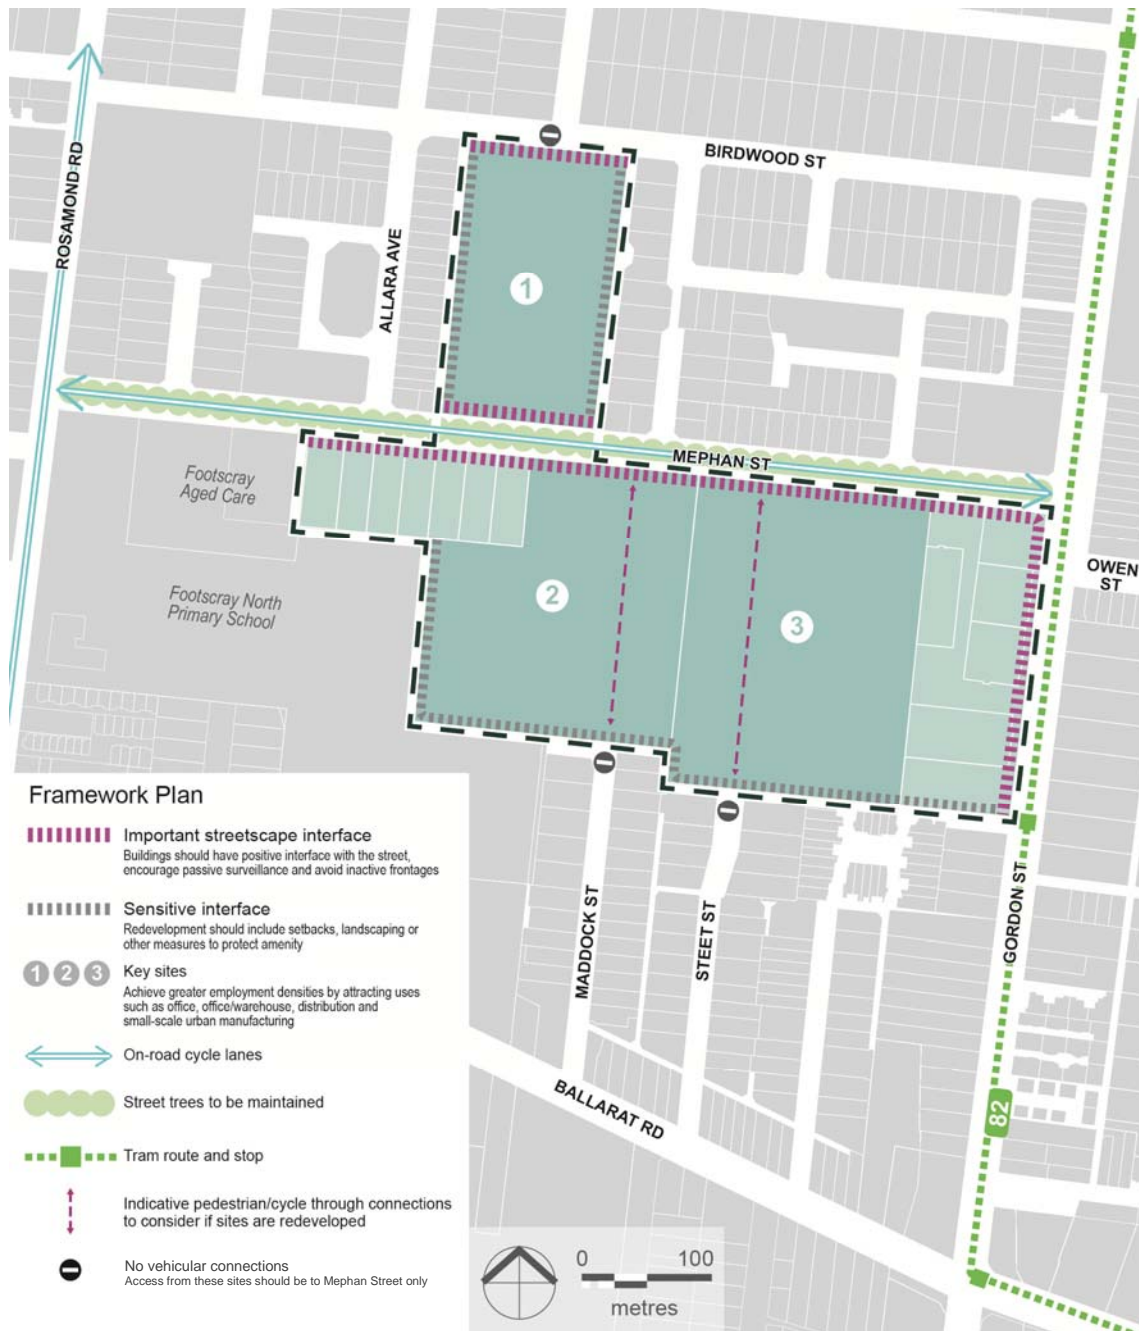 BIRDWOOD ST
ROSAMOND RD
ALLARA AVE
1
MEPHAN ST
Footscray
Aged Care
OWEN
ST
Footscray North
Primary School
2
3
Framework Plan
Important streetscape interface
Buildings should have positive interface with the street,
encourage passive surveillance and avoid inactive frontages
Sensitive interface
Redevelopment should include setbacks, landscaping or
other measures to protect amenity
1 2 3 Key sites
Achieve greater employment densities by attracting uses
such as office, office/warehouse, distribution and
small-scale urban manufacturing
On-road cycle lanes
Street trees to be maintained
Tram route and stop
Indicative pedestrian/cycle through connections
to consider if sites are redeveloped
No vehicular connections
Access from these sites should be to Mephan Street only
MADDOCK ST
STEET ST
GORDON ST
BALLARAT RD
82
0 100
metres